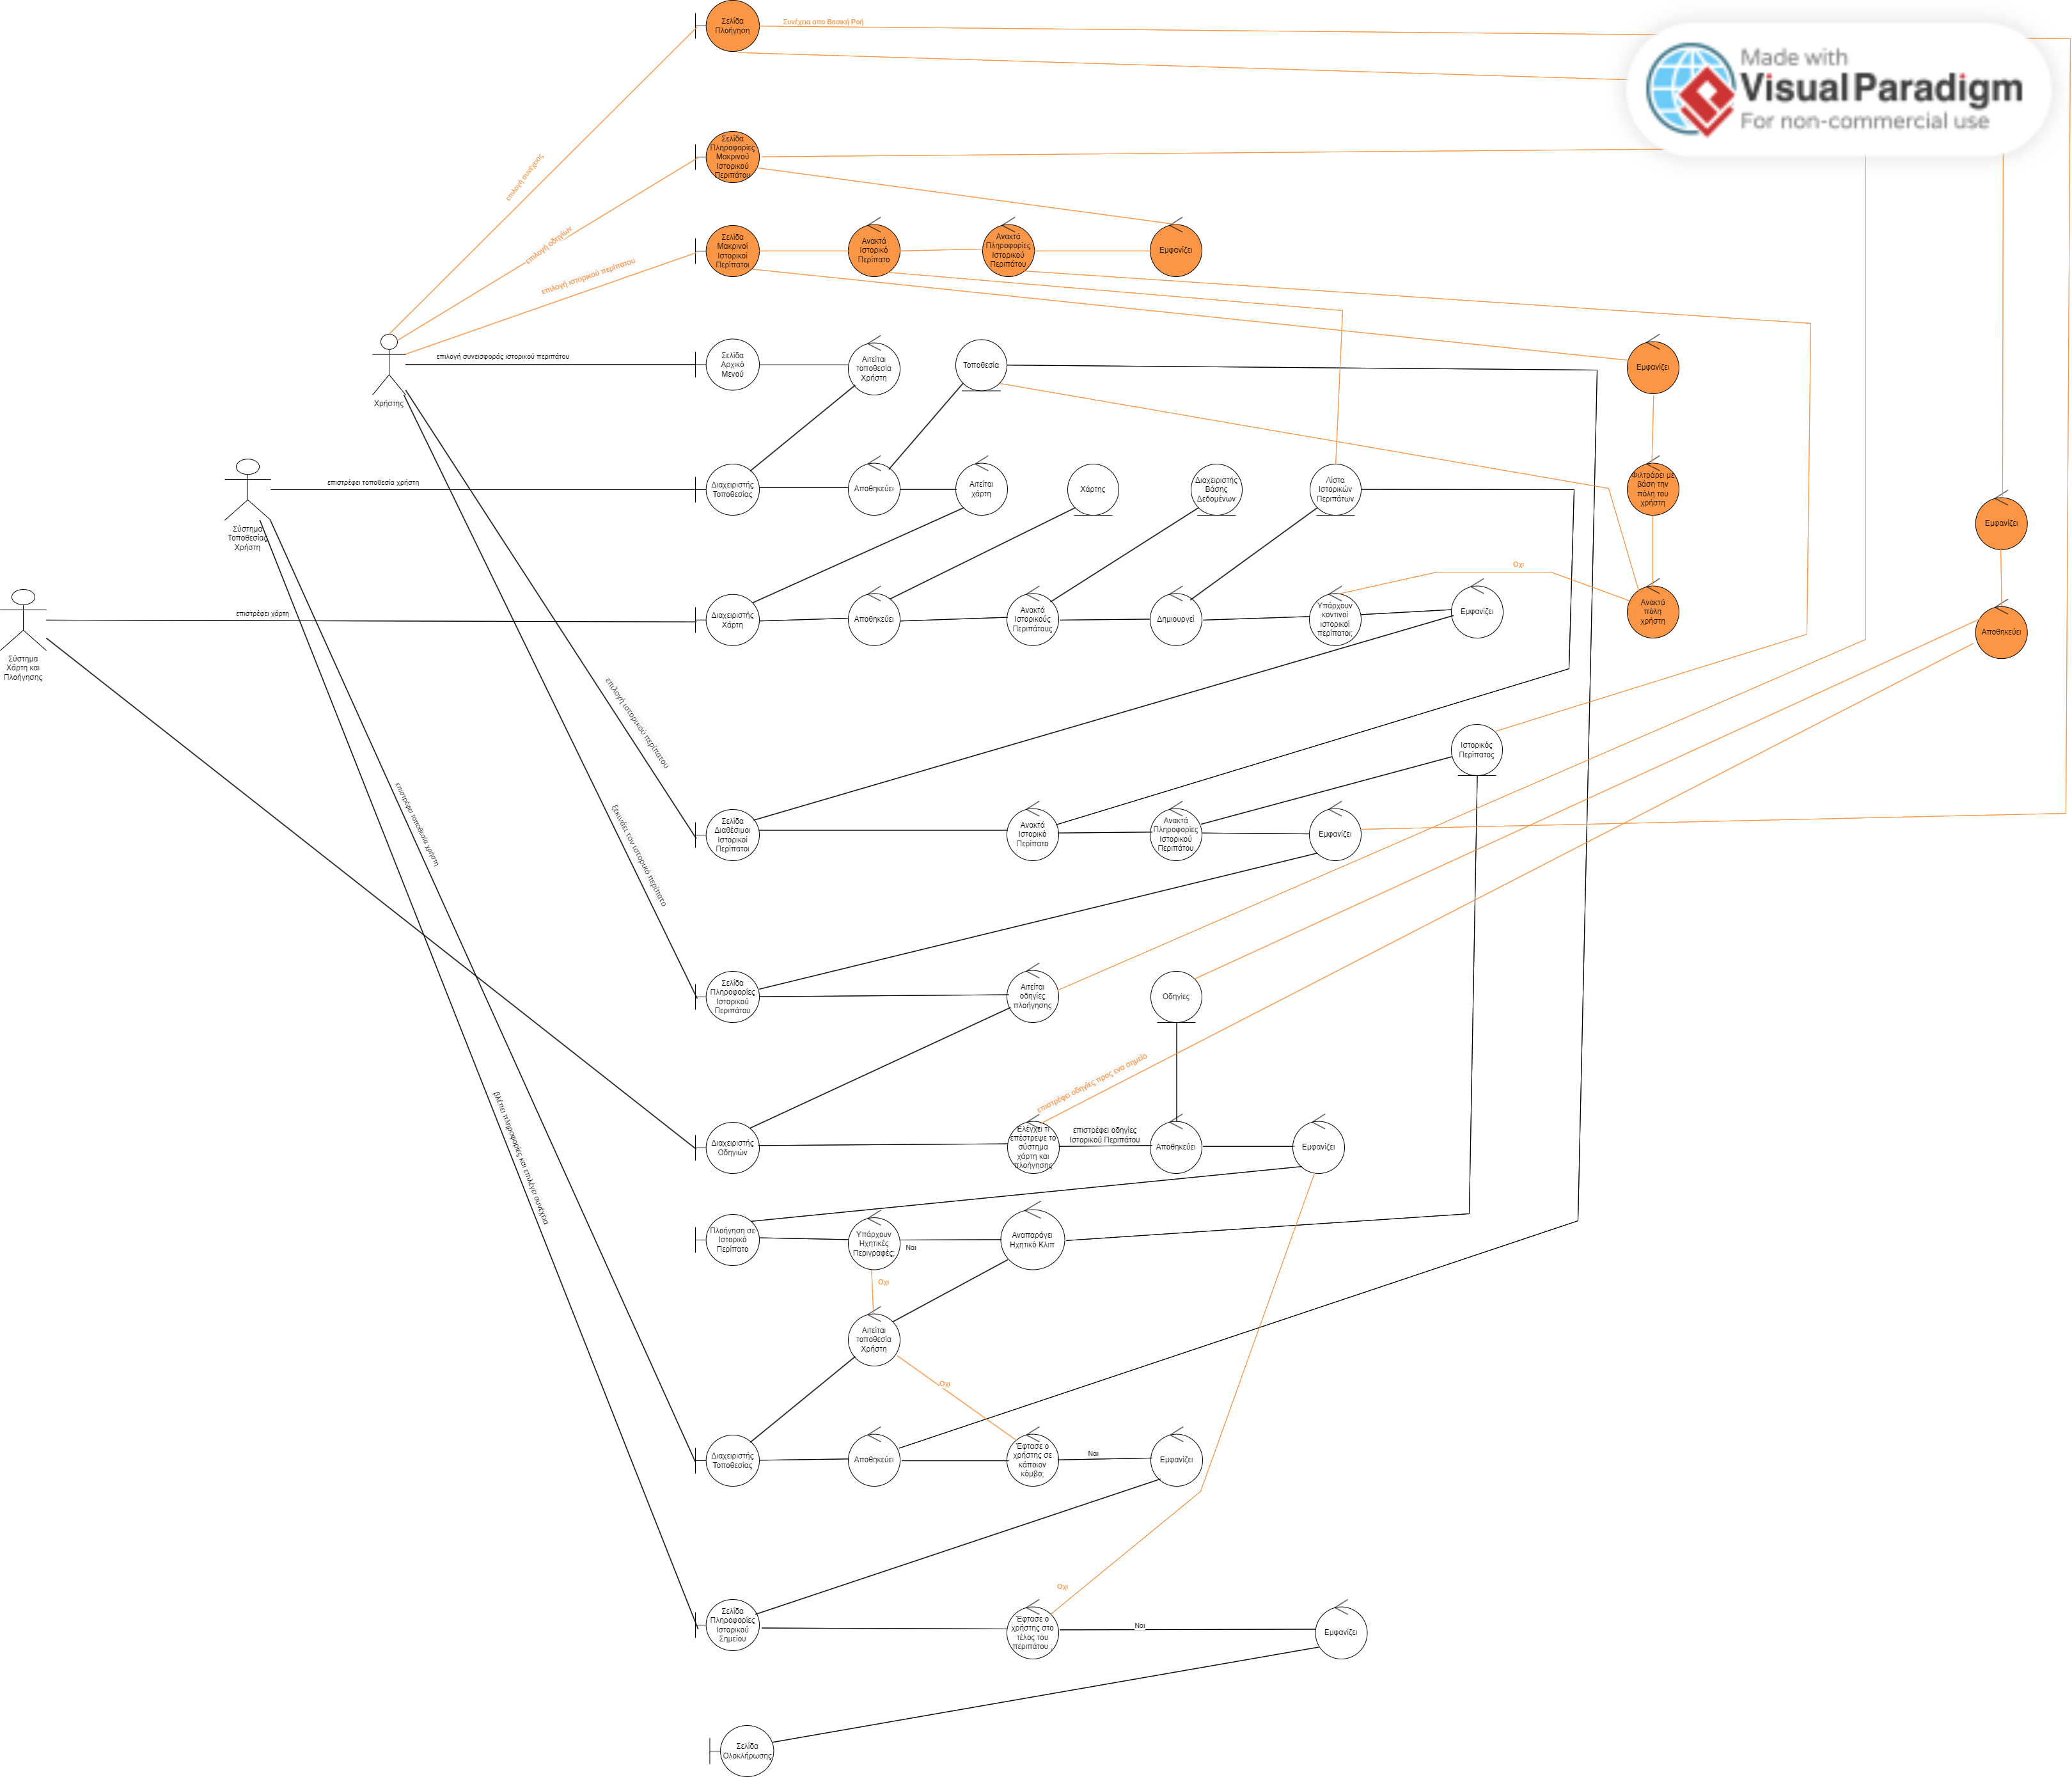 Σελίδα
Πλοήγηση
Συνέχεια απο Βασική Ροή
Made with
Visual Paradigm
For non-commercial use
επιλογή συνέχειας
Σελίδα
Πληροφορίες
Μακρινού
Ιστορικού
Περιπάτου
επιλογή οδηγίων
Σελίδα
Μακρινοί
Ιστορικοί
Περίπατοι
Ανακτά
Ιστορικό
Περίπατο
Ανακτά
Πληροφορίες
Ιστορικού
Περιπάτου
Εμφανίζει
επιλογή ιστορικού περίπατου
Χρήστης
επιλογή συνεισφοράς ιστορικού περιπάτου
Σελίδα
Αρχικό
Μενού
Αιτείται
τοποθεσία
Χρήστη
Τοποθεσία
Εμφανίζει
Σύστημα
Τοποθεσίας
Χρήστη
επιστρέφει τοποθεσία χρήστη
Διαχειριστής
Τοποθεσίας
Αποθηκεύει
Αιτείται
χάρτη
Χάρτης
Διαχειριστής
Βάσης
Δεδομένων
Λίστα
Ιστορικών
Περιπάτων
Φιλτράρει με
βάση την
πόλη του
χρήστη
Εμφανίζει
Σύστημα
Χάρτη και
Πλοήγησης
επιστρέφει χάρτη
Διαχειριστής
Χάρτη
Αποθηκεύει
Ανακτά
Ιστορικούς
Περιπάτους
Δημιουργεί
Υπάρχουν
κοντινοί
ιστορικοί
περίπατοι;
Εμφανίζει
Όχι
Ανακτά
πόλη
χρήστη
Αποθηκεύει
επιλογή ιστορικού περίπατου
Ιστορικός
Περίπατος
Σελίδα
Διαθέσιμοι
Ιστορικοί
Περίπατοι
Ανακτά
Ιστορικό
Περίπατο
Ανακτά
Πληροφορίες
Ιστορικού
Περιπάτου
Εμφανίζει
επιστρέφει τοποθεσία χρήστη
ξεκινάει τον ιστορικό περίπατο
Σελίδα
Πληροφορίες
Ιστορικού
Περιπάτου
Αιτείται
οδηγίες
πλοήγησης
Οδηγίες
επιστρέφει οδηγίες προς ενα σημείο
Διαχειριστής
Οδηγιών
Ελέγχει τι
επέστρεψε το
σύστημα
χάρτη και
πλοήγησης
επιστρέφει οδηγίες
Ιστορικού Περιπάτου
Αποθηκεύει
Εμφανίζει
βλέπει πληροφορίες και επιλέγει συνέχεια
Πλοήγηση σε
Ιστορικό
Περίπατο
Υπάρχουν
Ηχητικές
Περιγραφές;
Ναι
Αναπαράγει
Ηχητικό Κλιπ
Όχι
Αιτείται
τοποθεσία
Χρήστη
Όχι
Διαχειριστής
Τοποθεσίας
Αποθηκεύει
Έφτασε ο
χρήστης σε
κάποιον
κόμβο;
Ναι
Εμφανίζει
Όχι
Σελίδα
Πληροφορίες
Ιστορικού
Σημείου
Έφτασε ο
χρήστης στο
τέλος του
περιπάτου ;
Ναι
Εμφανίζει
Σελίδα
Ολοκλήρωσης